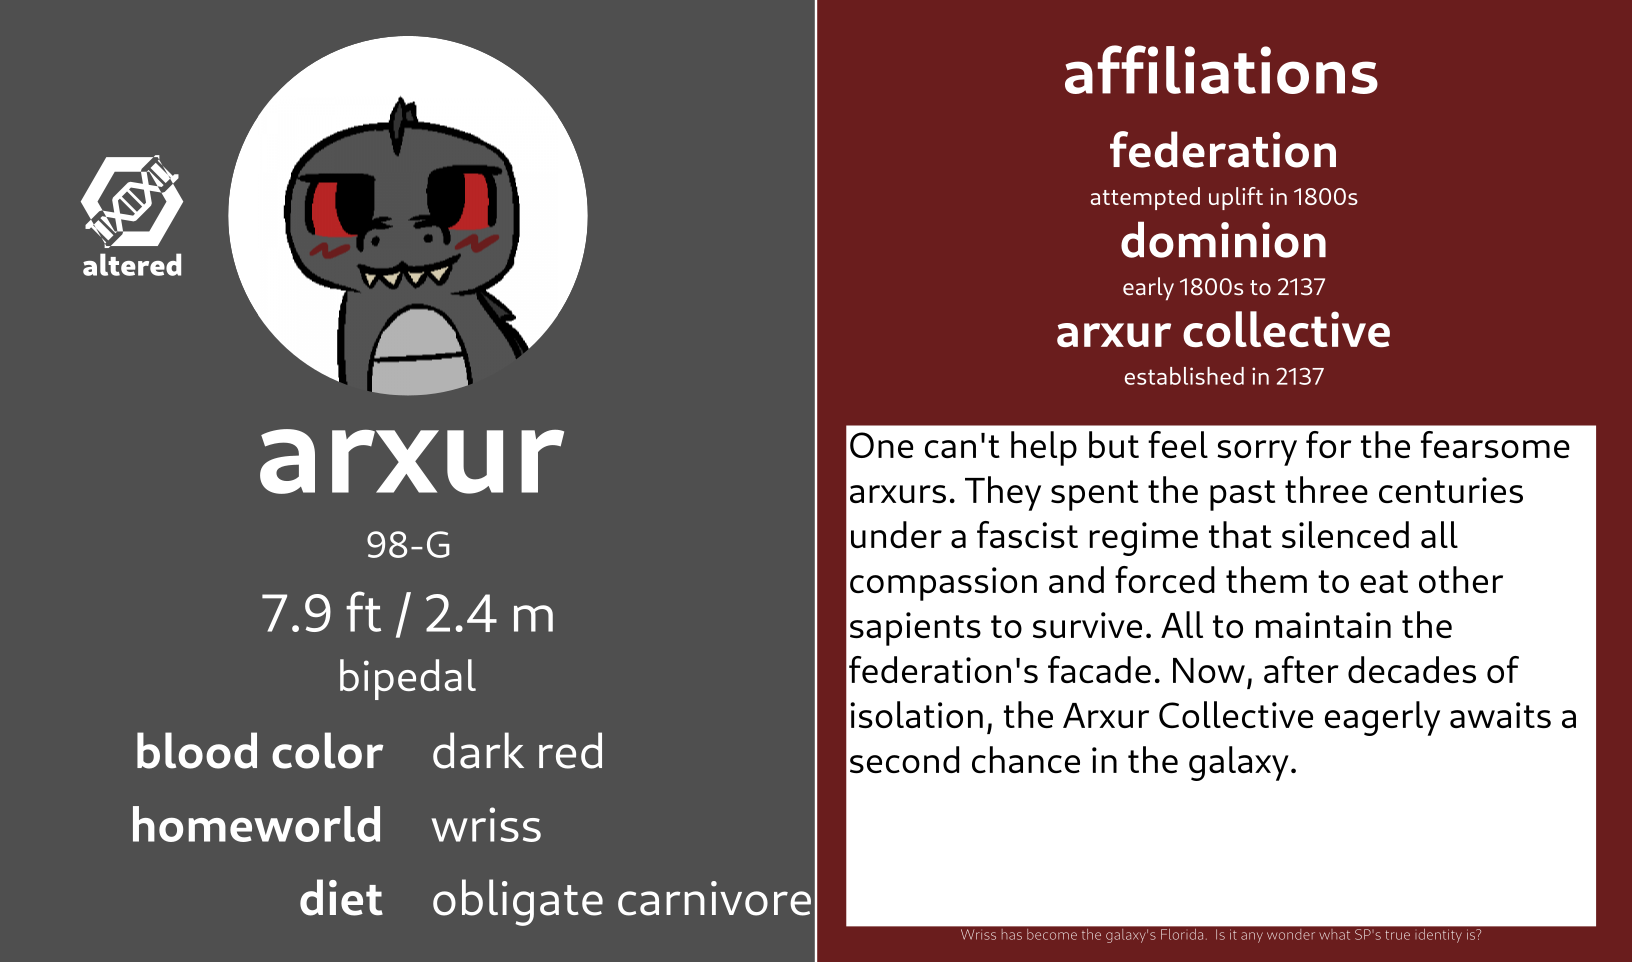 altered
arxur
98-G
7.9 ft / 2.4 m
bipedal
blood color dark red
homeworld wriss
diet obligate carnivore
affiliations
federation
attempted uplift in 1800s
dominion
early 1800s to 2137
arxur collective
established in 2137
One can't help but feel sorry for the fearsome
arxurs. They spent the past three centuries
under a fascist regime that silenced all
compassion and forced them to eat other
sapients to survive. All to maintain the
federation's facade. Now, after decades of
isolation, the Arxur Collective eagerly awaits a
second chance in the galaxy.
Wriss has become the galaxy's Florida. Is it any wonder what SP's true identity is?